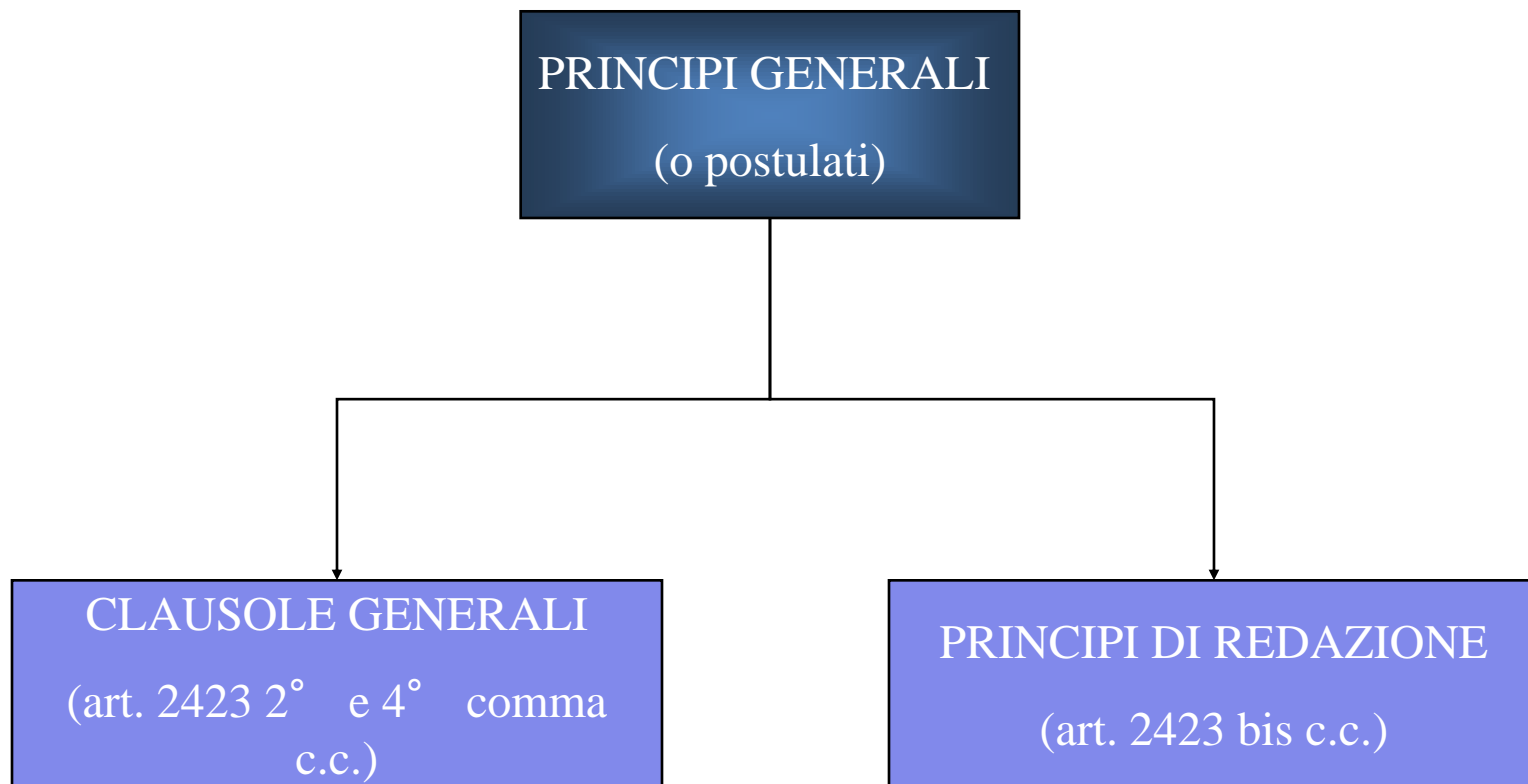 PRINCIPI GENERALI
(o postulati)
CLAUSOLE GENERALI
(art. 2423 2° e 4° comma
c.c.)
PRINCIPI DI REDAZIONE
(art. 2423 bis c.c.)